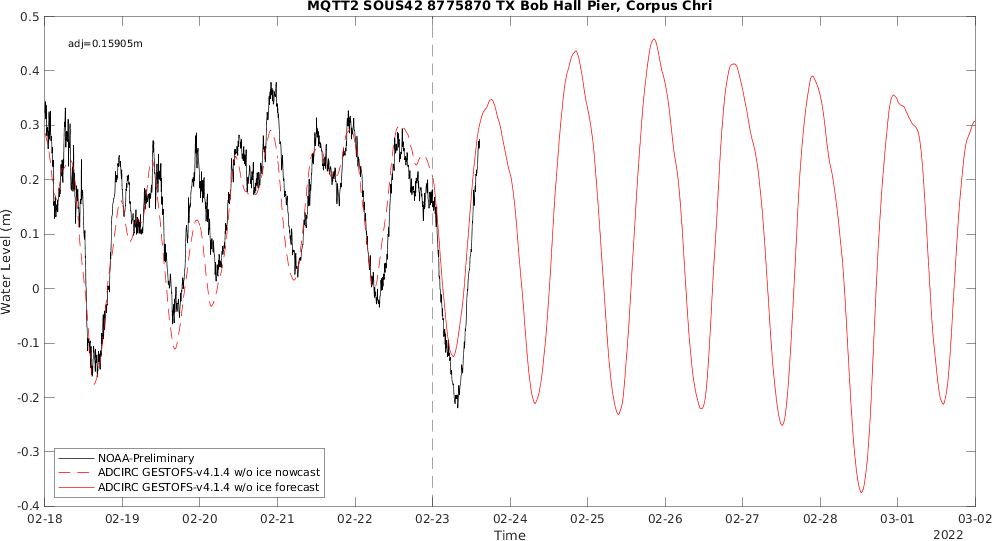 MQTT2 SOUS42 8775870 TX Bob Hall Pier, Corpus Chri
adj=0.15905m
0.5
0.4
0.3
0.2
0.1
0
-0.1
-0.2
-0.3
-0.4
Water Level (m)
NOAA-Preliminary
ADCIRC GESTOFS-v4.1.4 w/o ice nowcast
ADCIRC GESTOFS-v4.1.4 w/o ice forecast
02-18 02-19 02-20 02-21 02-22 02-23 02-24 02-25 02-26 02-27 02-28 03-01 03-02
Time
2022